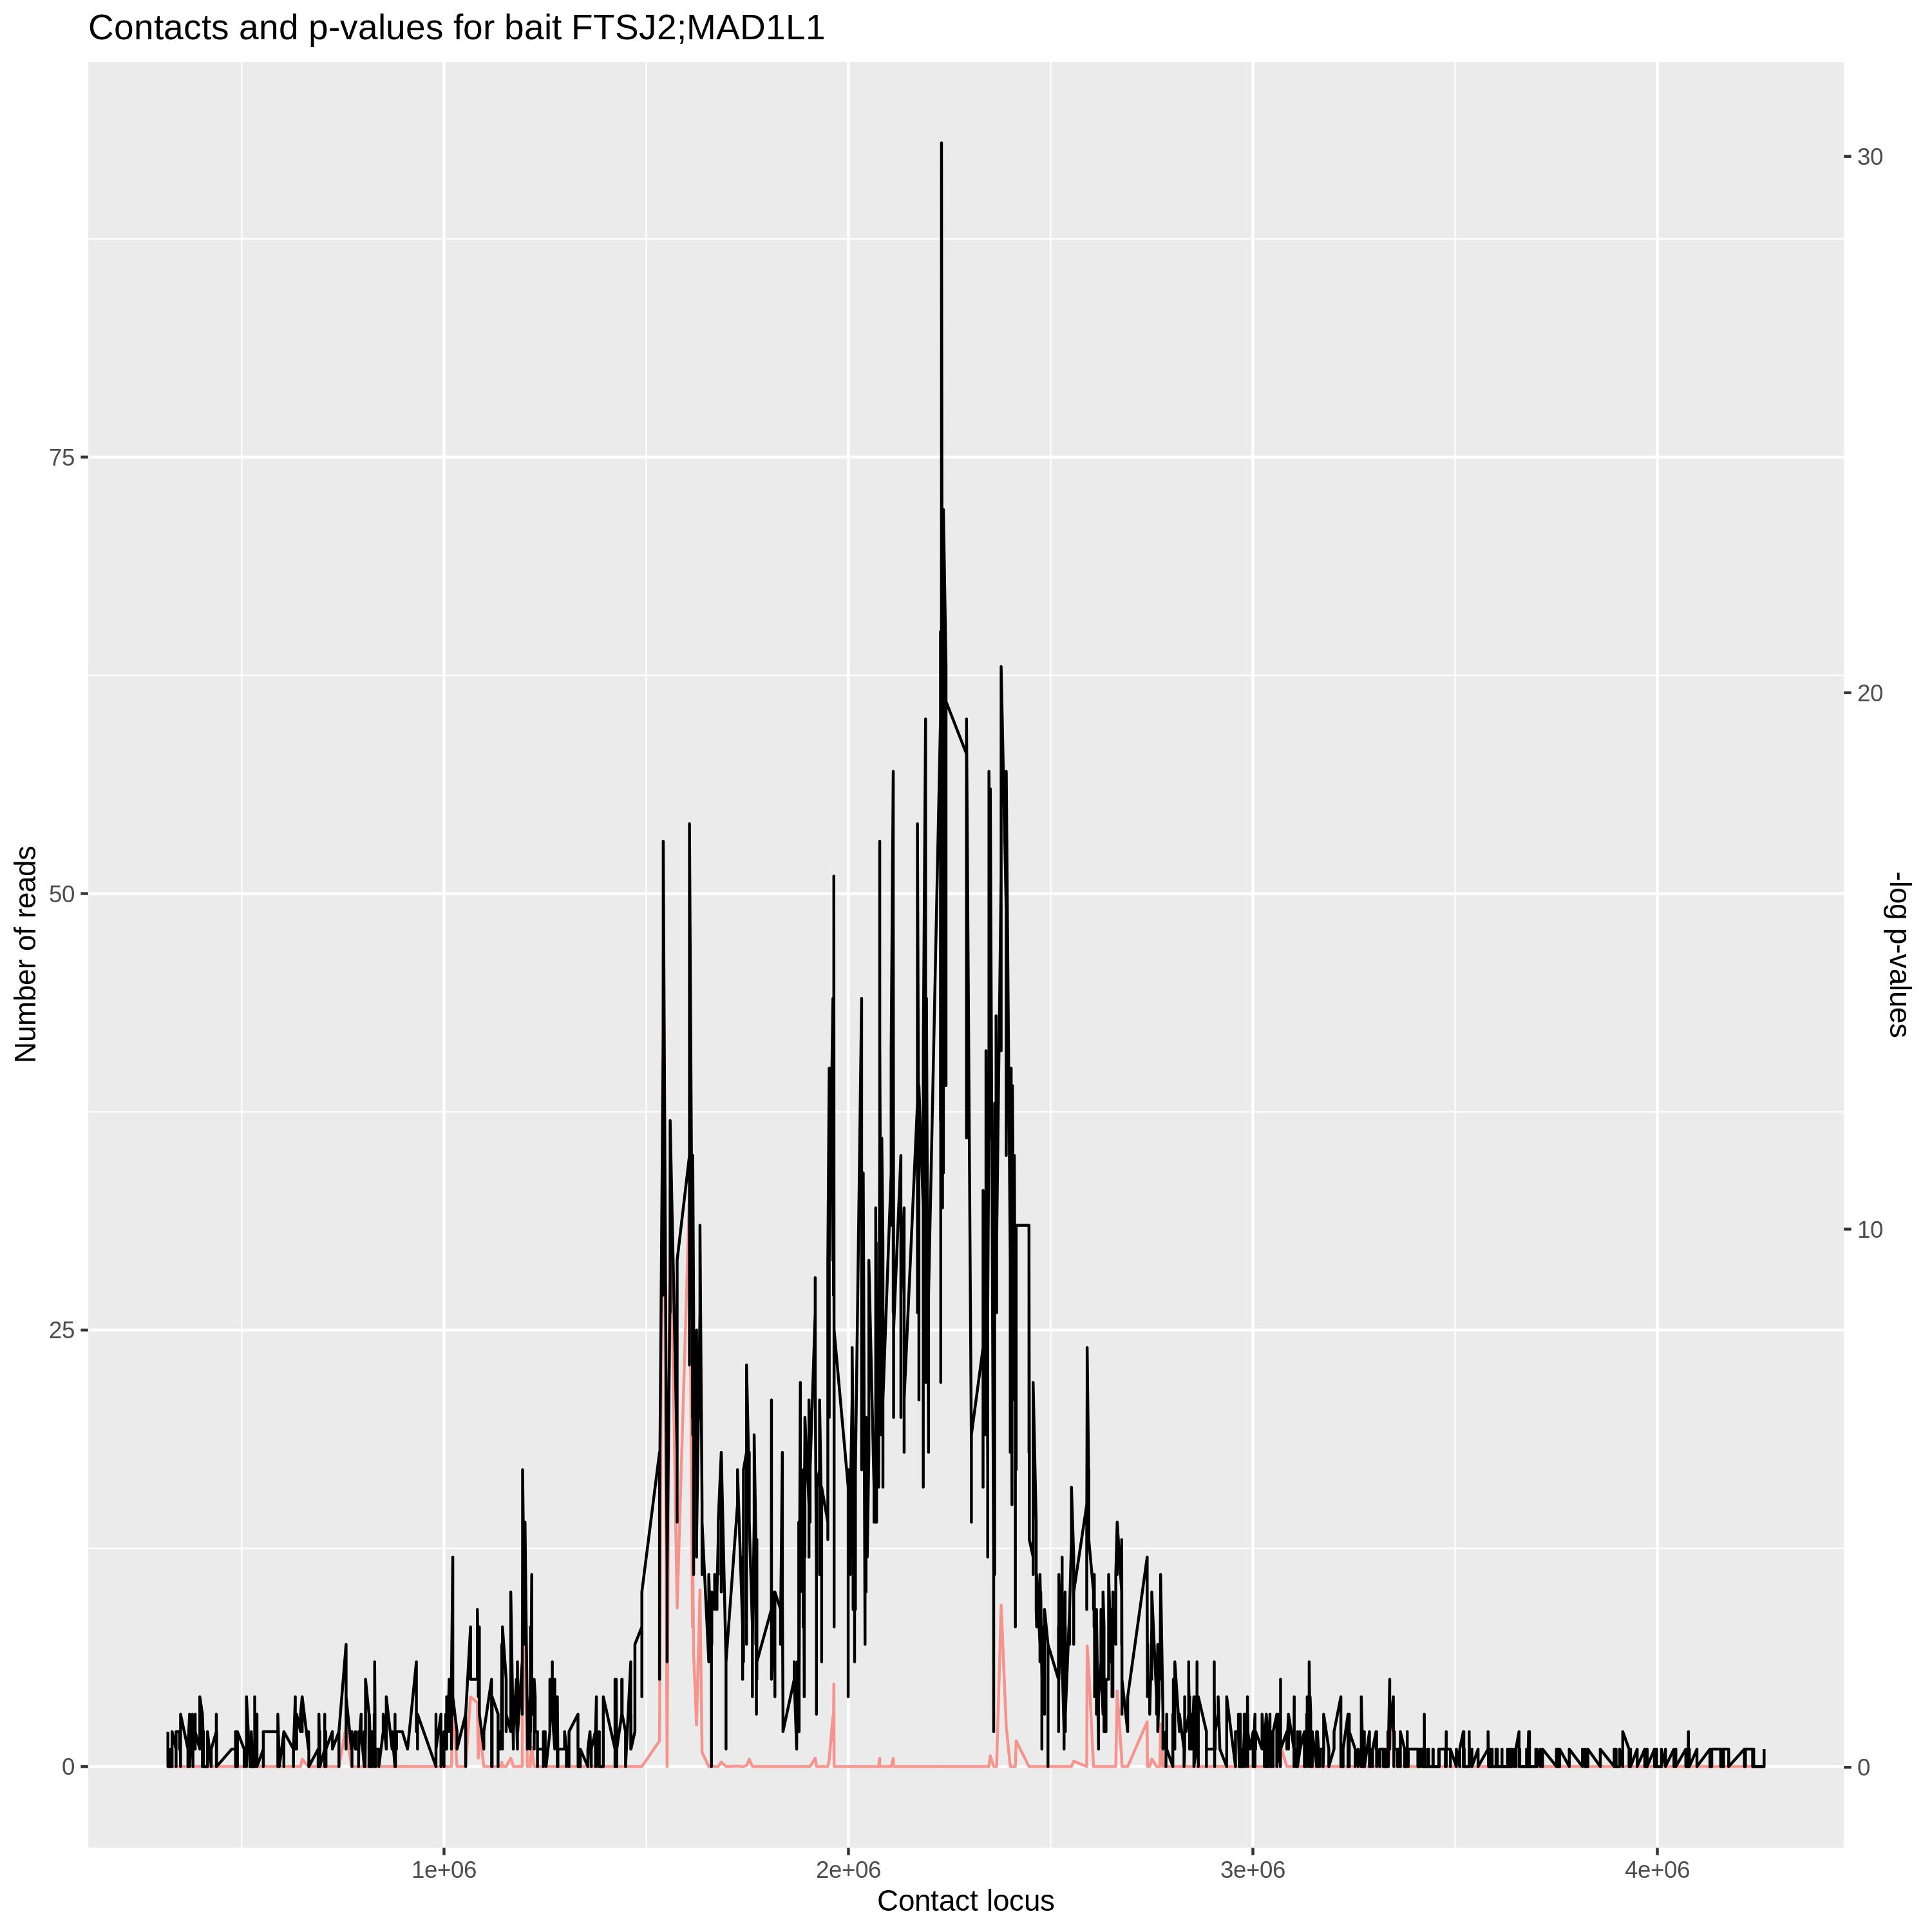 Contacts and p-values for bait FTSJ2;MAD1L1
30
75
20
Number of reads
50
-log p-values
10
25
0
0
1e+06
2e+06
3e+06
4e+06
Contact locus